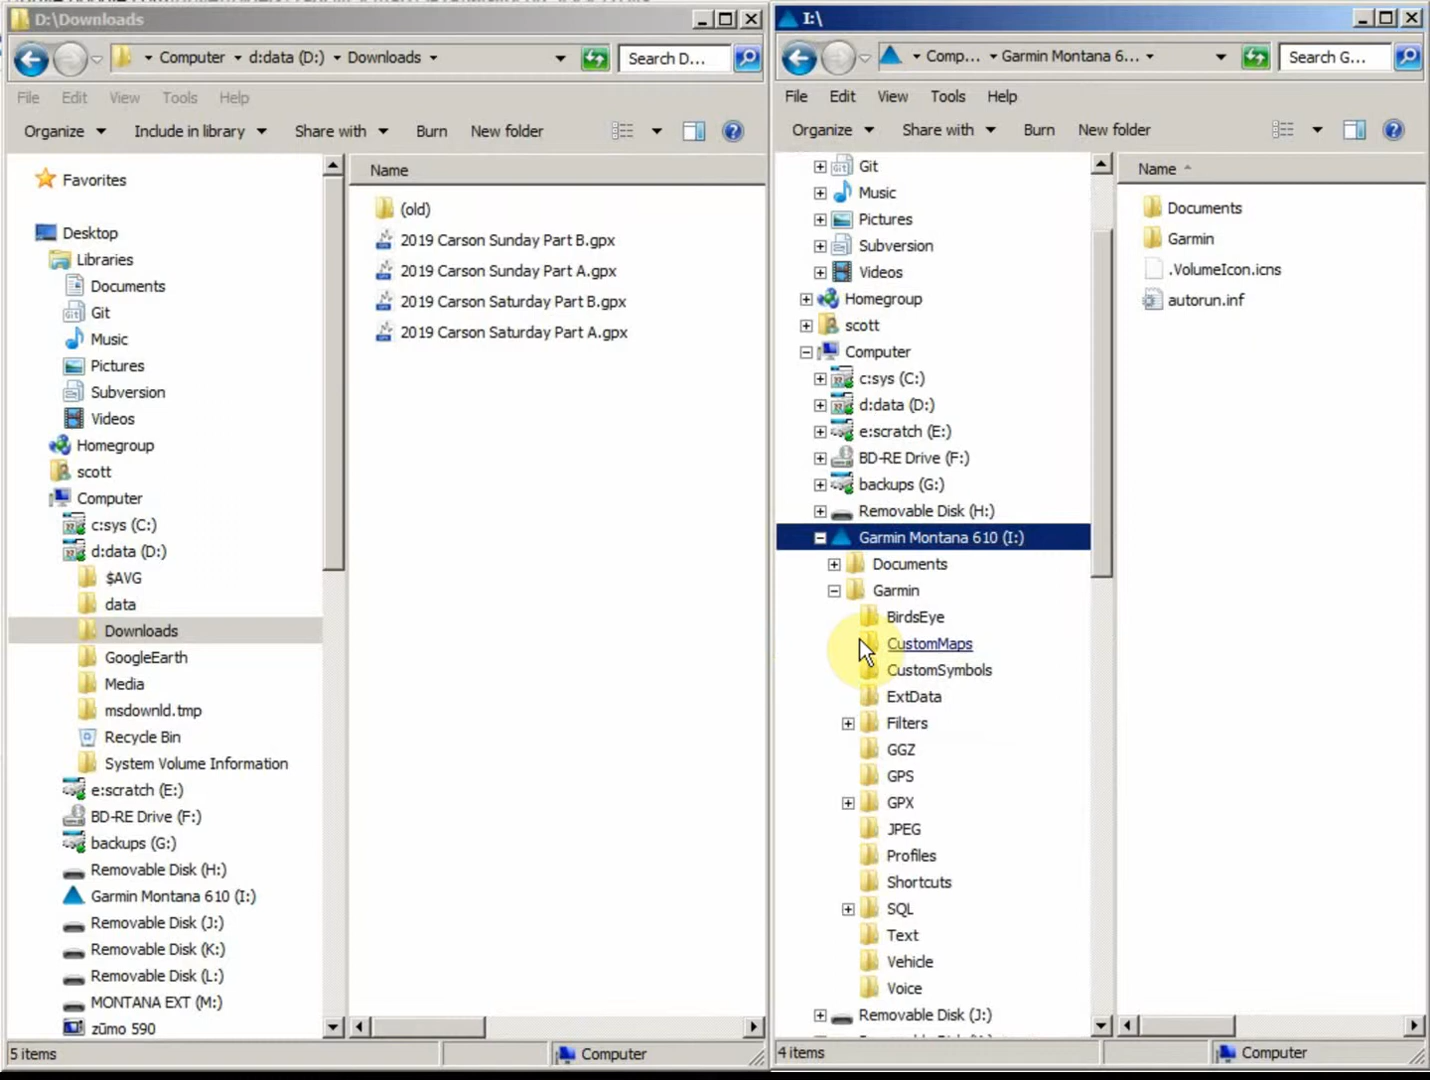 D:\Downloads
Computer d:data (D:) Downloads
Search D...
File Edit View Tools Help
Organize Include in library Share with Burn New folder
Favorites
Desktop
Libraries
Documents
Git
Music
Pictures
Subversion
Videos
Homegroup
scott
Computer
c:sys (C:)
d:data (D:)
$AVG
data
Downloads
GoogleEarth
Media
msdownld.tmp
Recycle Bin
System Volume Information
e:scratch (E:)
BD-RE Drive (F:)
backups (G:)
Removable Disk (H:)
Garmin Montana 610 (I:)
Removable Disk (J:)
Removable Disk (K:)
Removable Disk (L:)
MONTANA EXT (M:)
zūmo 590
Name
(old)
2019 Carson Sunday Part B.gpx
2019 Carson Sunday Part A.gpx
2019 Carson Saturday Part B.gpx
2019 Carson Saturday Part A.gpx
5 items
Computer
I:\
Comp... Garmin Montana 6...
Search G...
File Edit View Tools Help
Organize Share with Burn New folder
Git
Music
Pictures
Subversion
Videos
Homegroup
scott
Computer
c:sys (C:)
d:data (D:)
e:scratch (E:)
BD-RE Drive (F:)
backups (G:)
Removable Disk (H:)
Garmin Montana 610 (I:)
Documents
Garmin
BirdsEye
CustomMaps
CustomSymbols
ExtData
Filters
GGZ
GPS
GPX
JPEG
Profiles
Shortcuts
SQL
Text
Vehicle
Voice
Removable Disk (J:)
Name
Documents
Garmin
.VolumeIcon.icns
autorun.inf
4 items
Computer